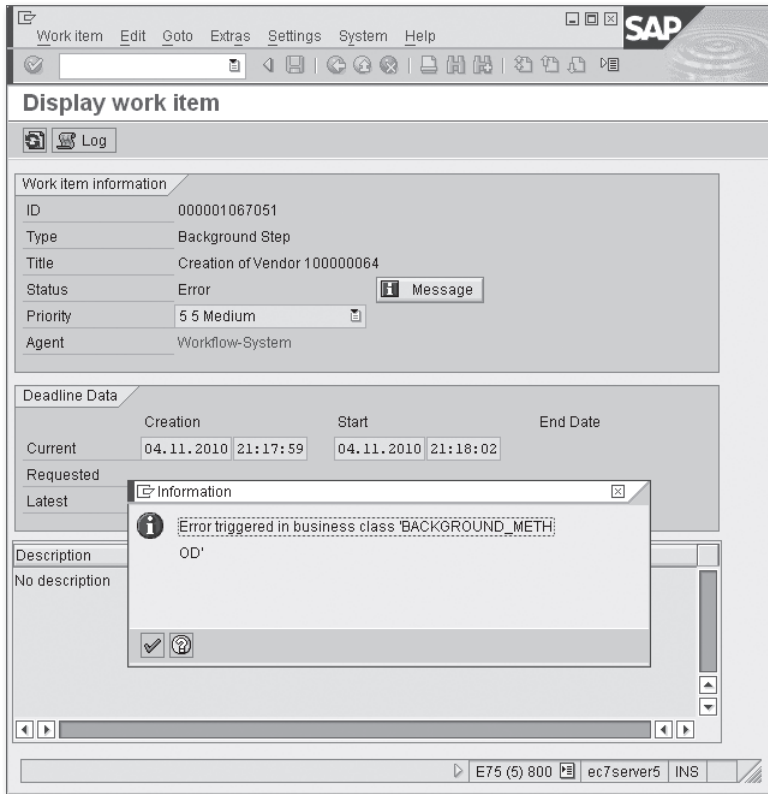 Work item Edit Goto Extras Settings System Help
SAP
Display work item
Log
Work item information
ID 000001067051
Type Background Step
Title Creation of Vendor 100000064
Status Error Message
Priority 5 5 Medium
Agent Workflow-System
Deadline Data
Creation Start End Date
Current 04.11.2010 21:17:59 04.11.2010 21:18:02
Requested
Latest
Information
Error triggered in business class 'BACKGROUND_METH
OD'
Description
No description
E75 (5) 800 ec7server5 INS